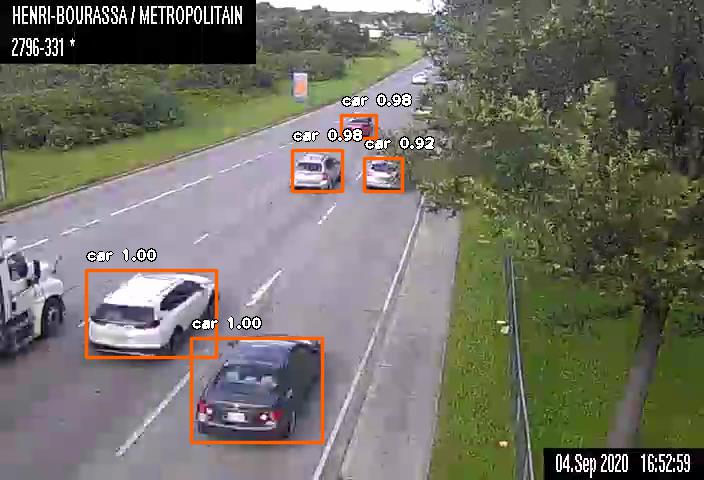 HENRI-BOURASSA / METROPOLITAIN
2796-331 *
car 0.98
car 0.98
car 0.92
car 1.00
car 1.00
04.Sep 2020 16:52:59